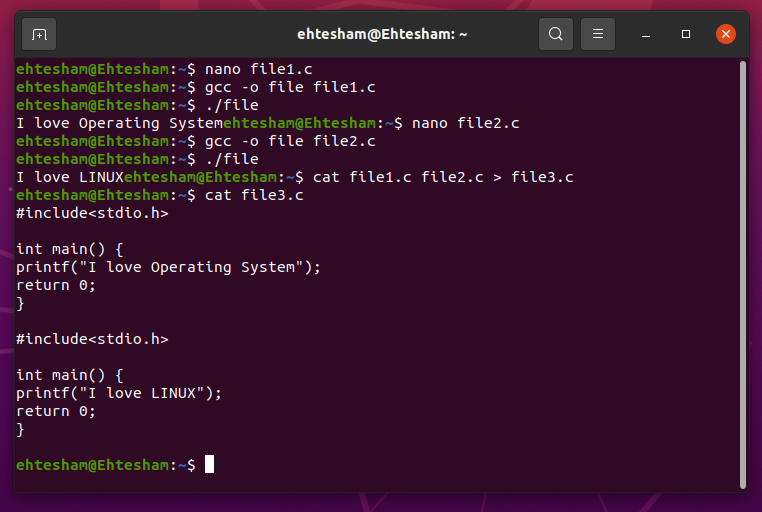 ehtesham@Ehtesham: ~
ehtesham@Ehtesham:~$ nano file1.c
ehtesham@Ehtesham:~$ gcc -o file file1.c
ehtesham@Ehtesham:~$ ./file
I love Operating Systemehtesham@Ehtesham:~$ nano file2.c
ehtesham@Ehtesham:~$ gcc -o file file2.c
ehtesham@Ehtesham:~$ ./file
I love LINUXehtesham@Ehtesham:~$ cat file1.c file2.c > file3.c
ehtesham@Ehtesham:~$ cat file3.c
#include<stdio.h>

int main() {
printf("I love Operating System");
return 0;
}

#include<stdio.h>

int main() {
printf("I love LINUX");
return 0;
}

ehtesham@Ehtesham:~$